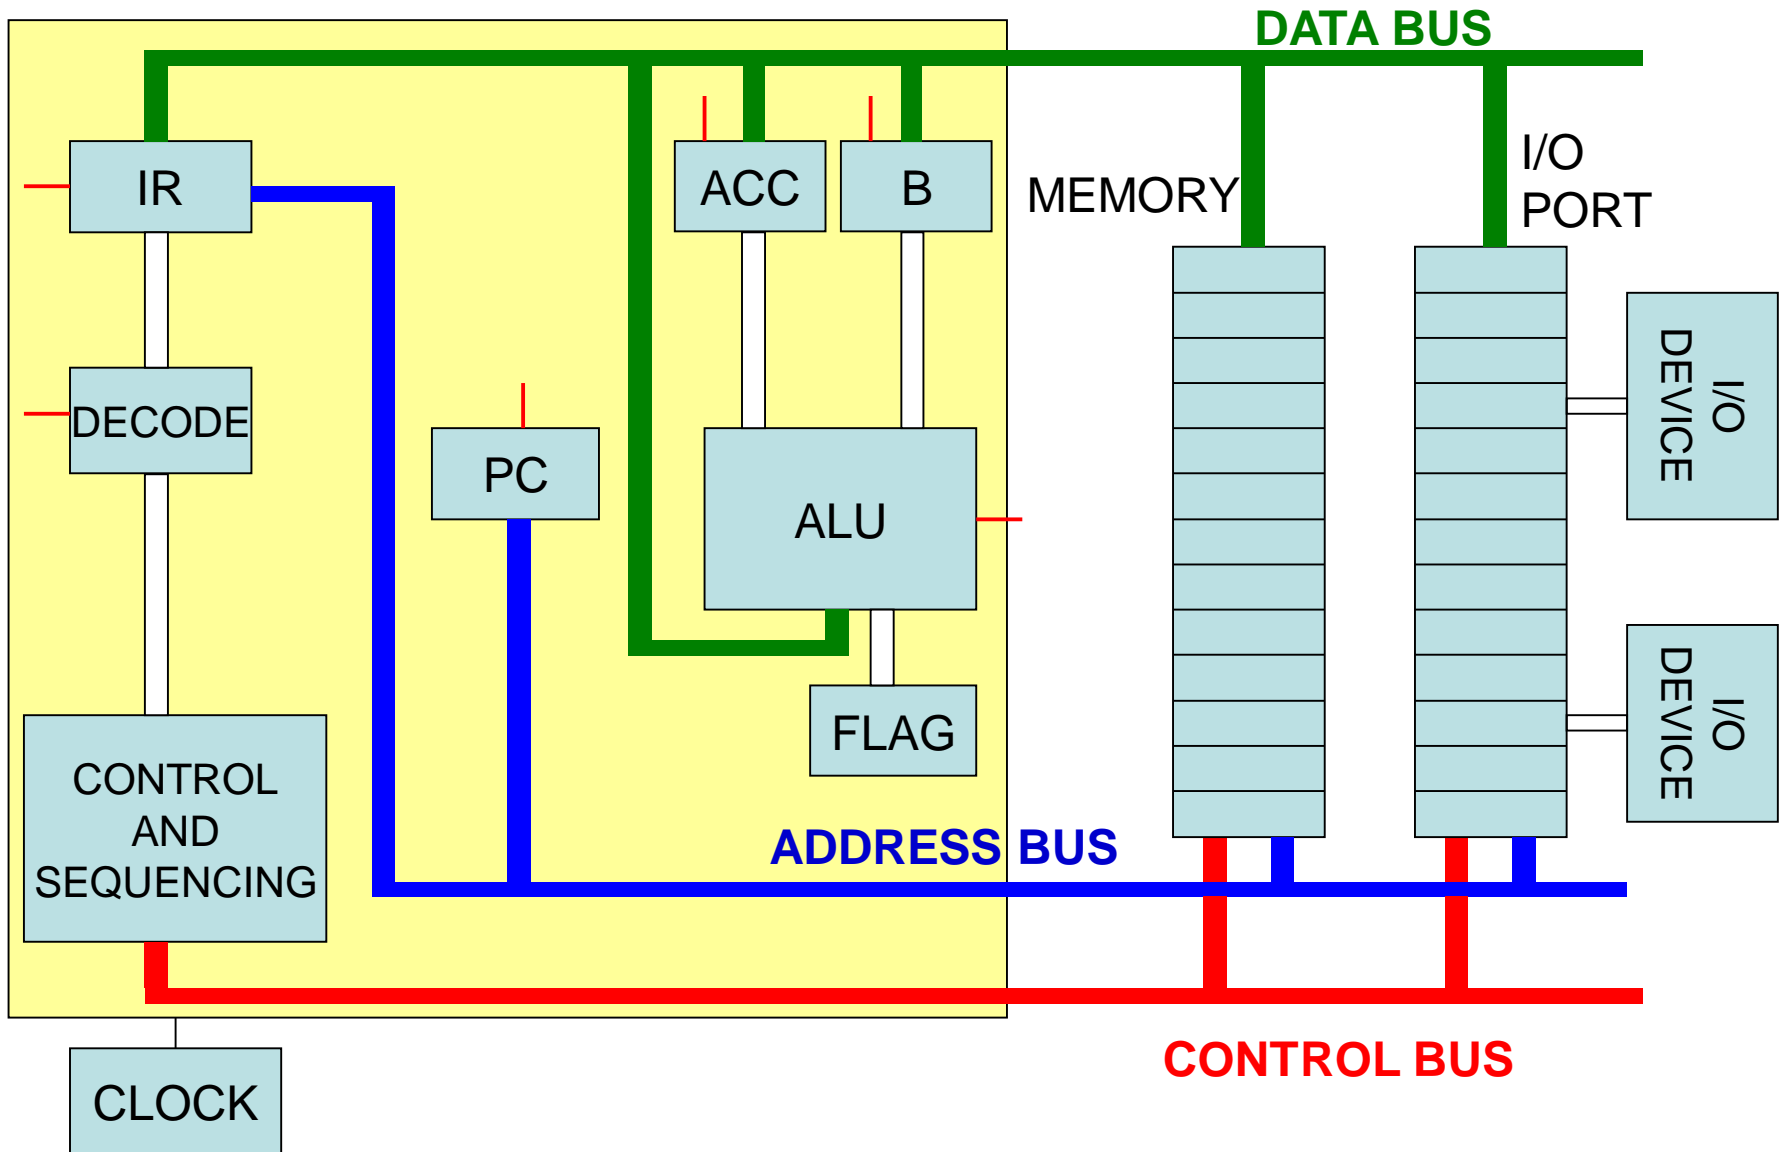 DATA BUS
IR
ACC
B
MEMORY
I/O
PORT
I/O
DEVICE
DECODE
PC
ALU
I/O
DEVICE
FLAG
CONTROL
AND
SEQUENCING
ADDRESS BUS
CONTROL BUS
CLOCK